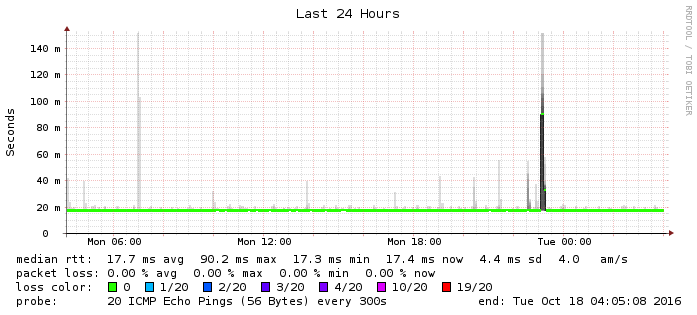 Last 24 Hours
RRDTOOL / TOBI OETIKER
Seconds
140 m
120 m
100 m
80 m
60 m
40 m
20 m
0
Mon 06:00 Mon 12:00 Mon 18:00 Tue 00:00
median rtt: 17.7 ms avg 90.2 ms max 17.3 ms min 17.4 ms now 4.4 ms sd 4.0 am/s
packet loss: 0.00 % avg 0.00 % max 0.00 % min 0.00 % now
loss color: 0 1/20 2/20 3/20 4/20 10/20 19/20
probe: 20 ICMP Echo Pings (56 Bytes) every 300s end: Tue Oct 18 04:05:08 2016